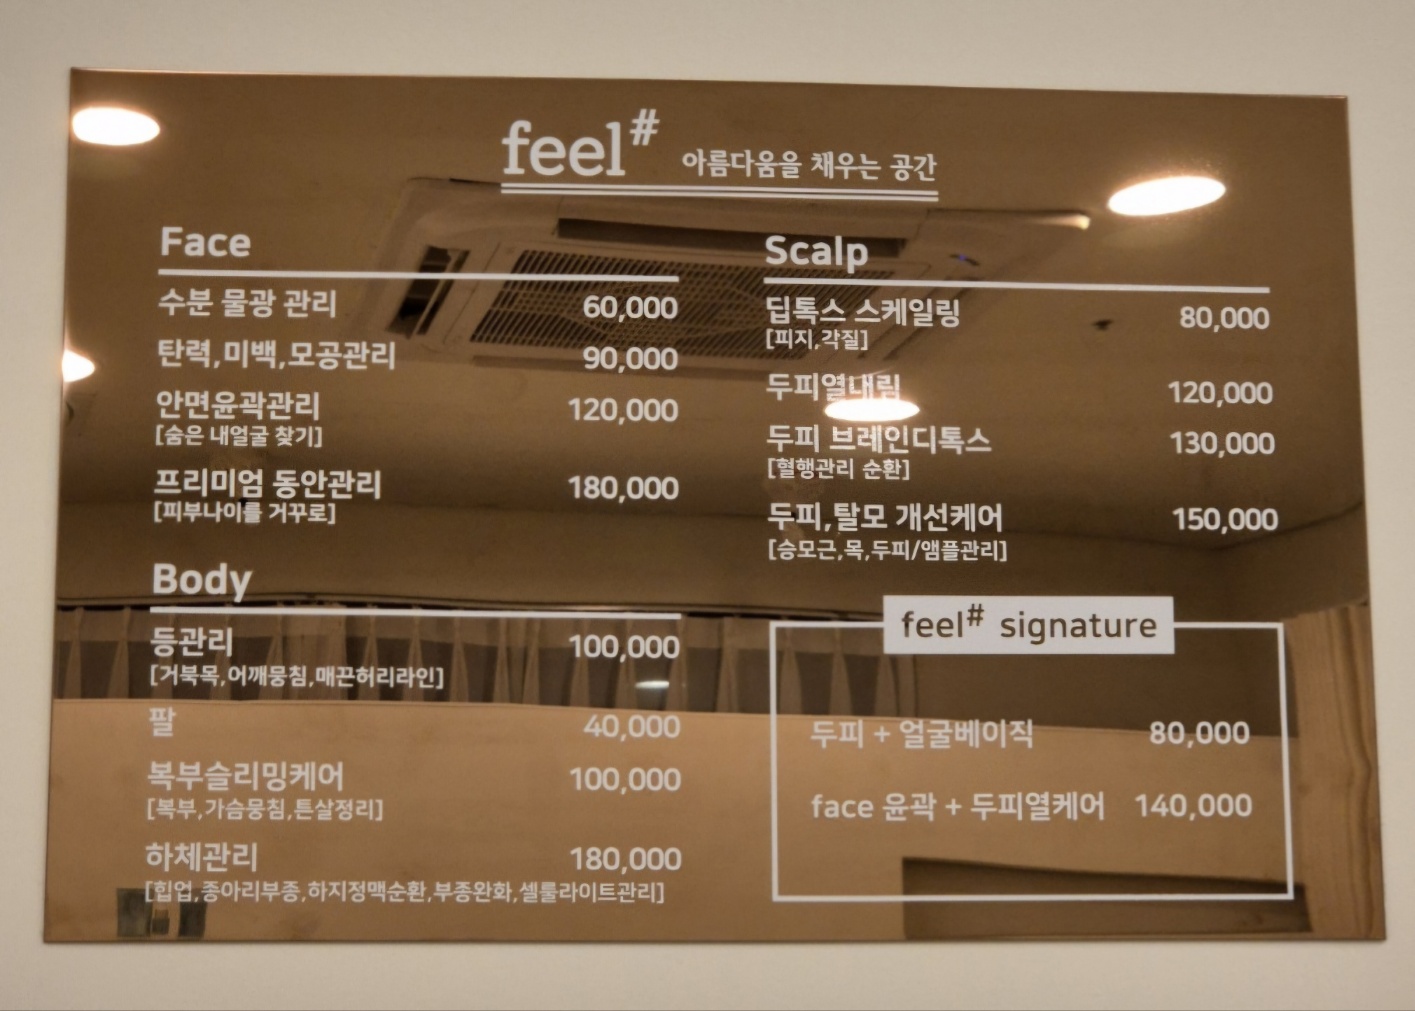 feel# 아름다움을 채우는 공간
Face
수분 물광 관리 60,000
탄력,미백,모공관리 90,000
안면윤곽관리 120,000
[숨은 내얼굴 찾기]
프리미엄 동안관리 180,000
[피부나이를 거꾸로]
Body
등관리 100,000
[거북목,어깨뭉침,매끈허리라인]
팔 40,000
복부슬리밍케어 100,000
[복부,가슴뭉침,튼살정리]
하체관리 180,000
[힙업,종아리부종,하지정맥순환,부종완화,셀룰라이트관리]
Scalp
딥톡스 스케일링 80,000
[피지,각질]
두피열내림 120,000
두피 브레인디톡스 130,000
[혈행관리 순환]
두피,탈모 개선케어 150,000
[승모근,목,두피/앰플관리]
feel# signature
두피 + 얼굴베이직 80,000
face 윤곽 + 두피열케어 140,000